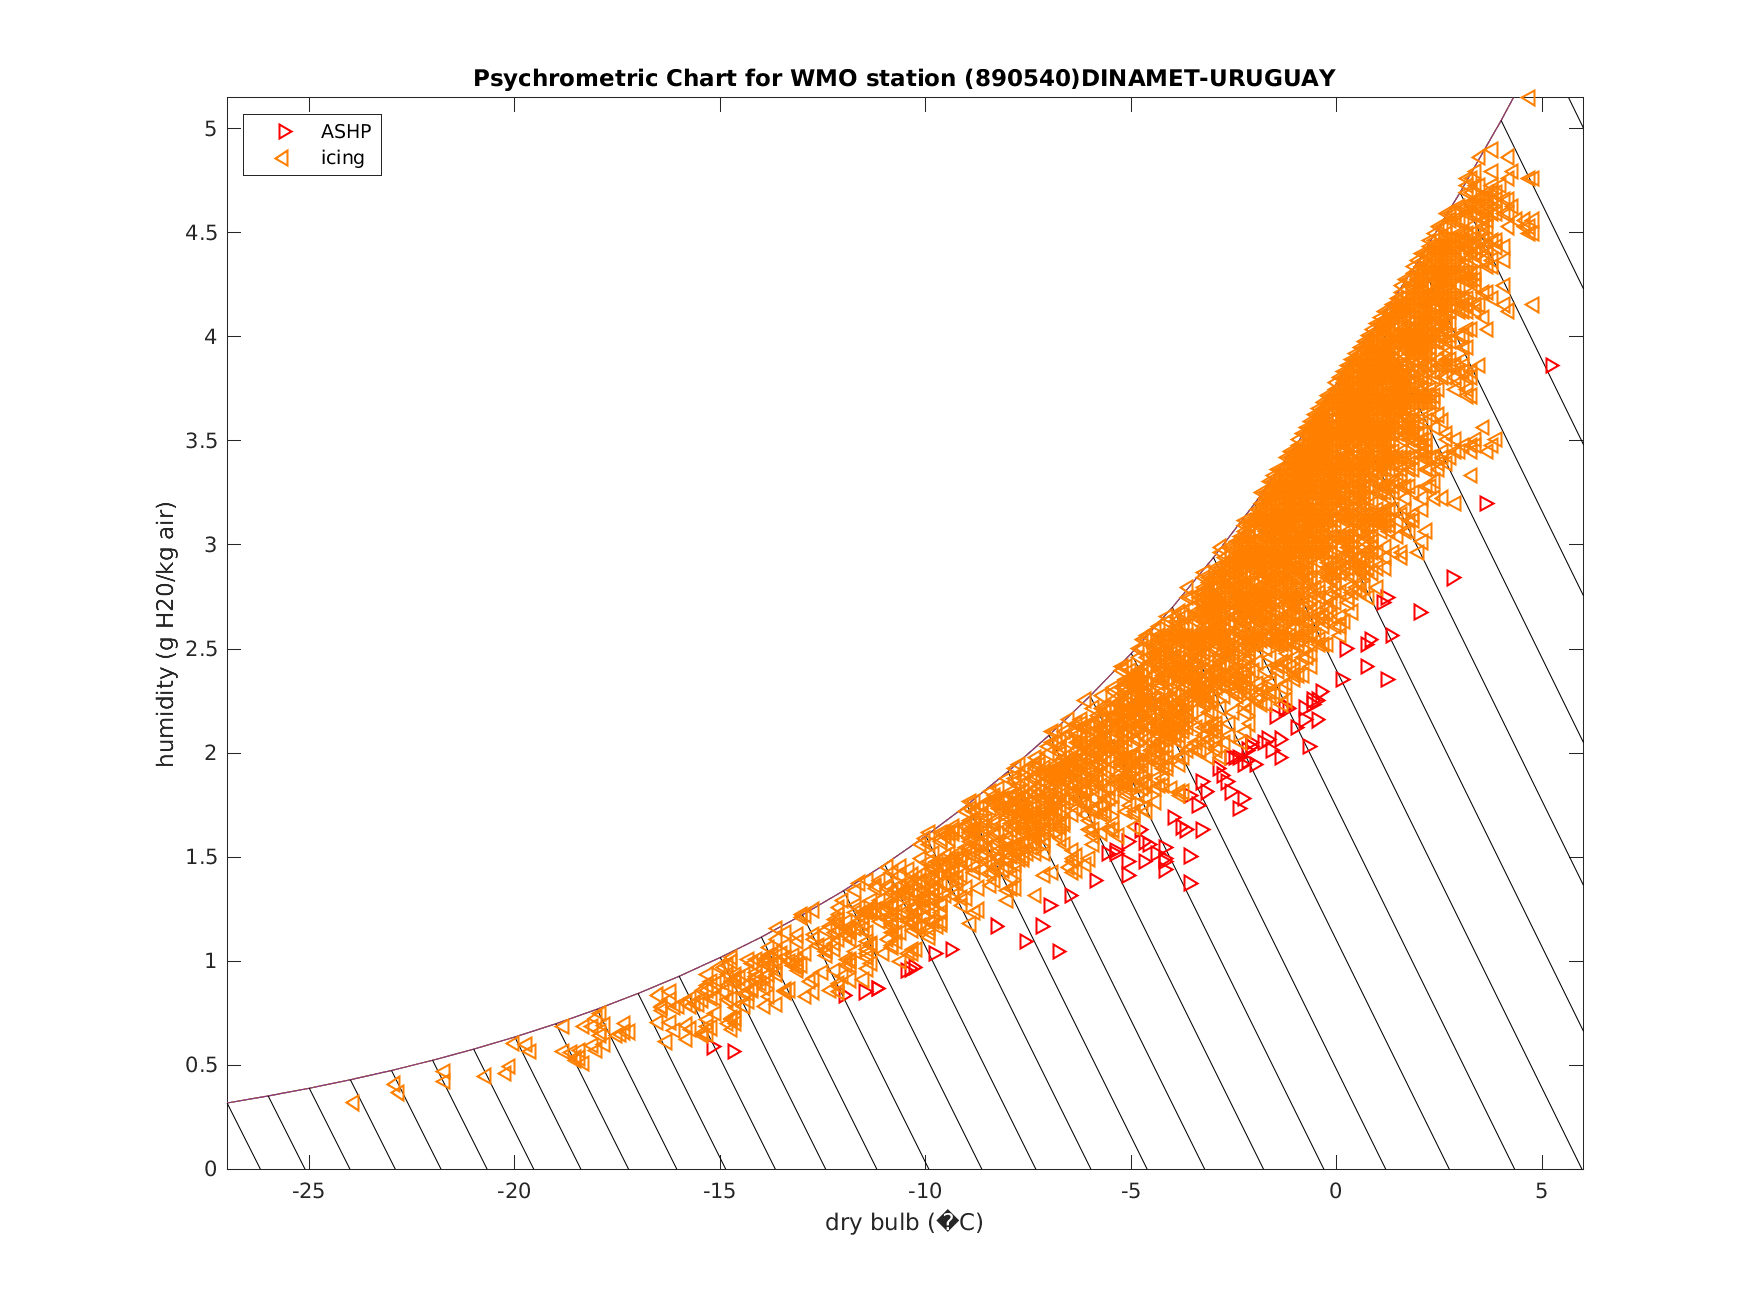 Psychrometric Chart for WMO station (890540)DINAMET-URUGUAY
ASHP
icing
5
4.5
4
3.5
3
2.5
2
1.5
1
0.5
0
humidity (g H20/kg air)
-25 -20 -15 -10 -5 0 5
dry bulb (�C)